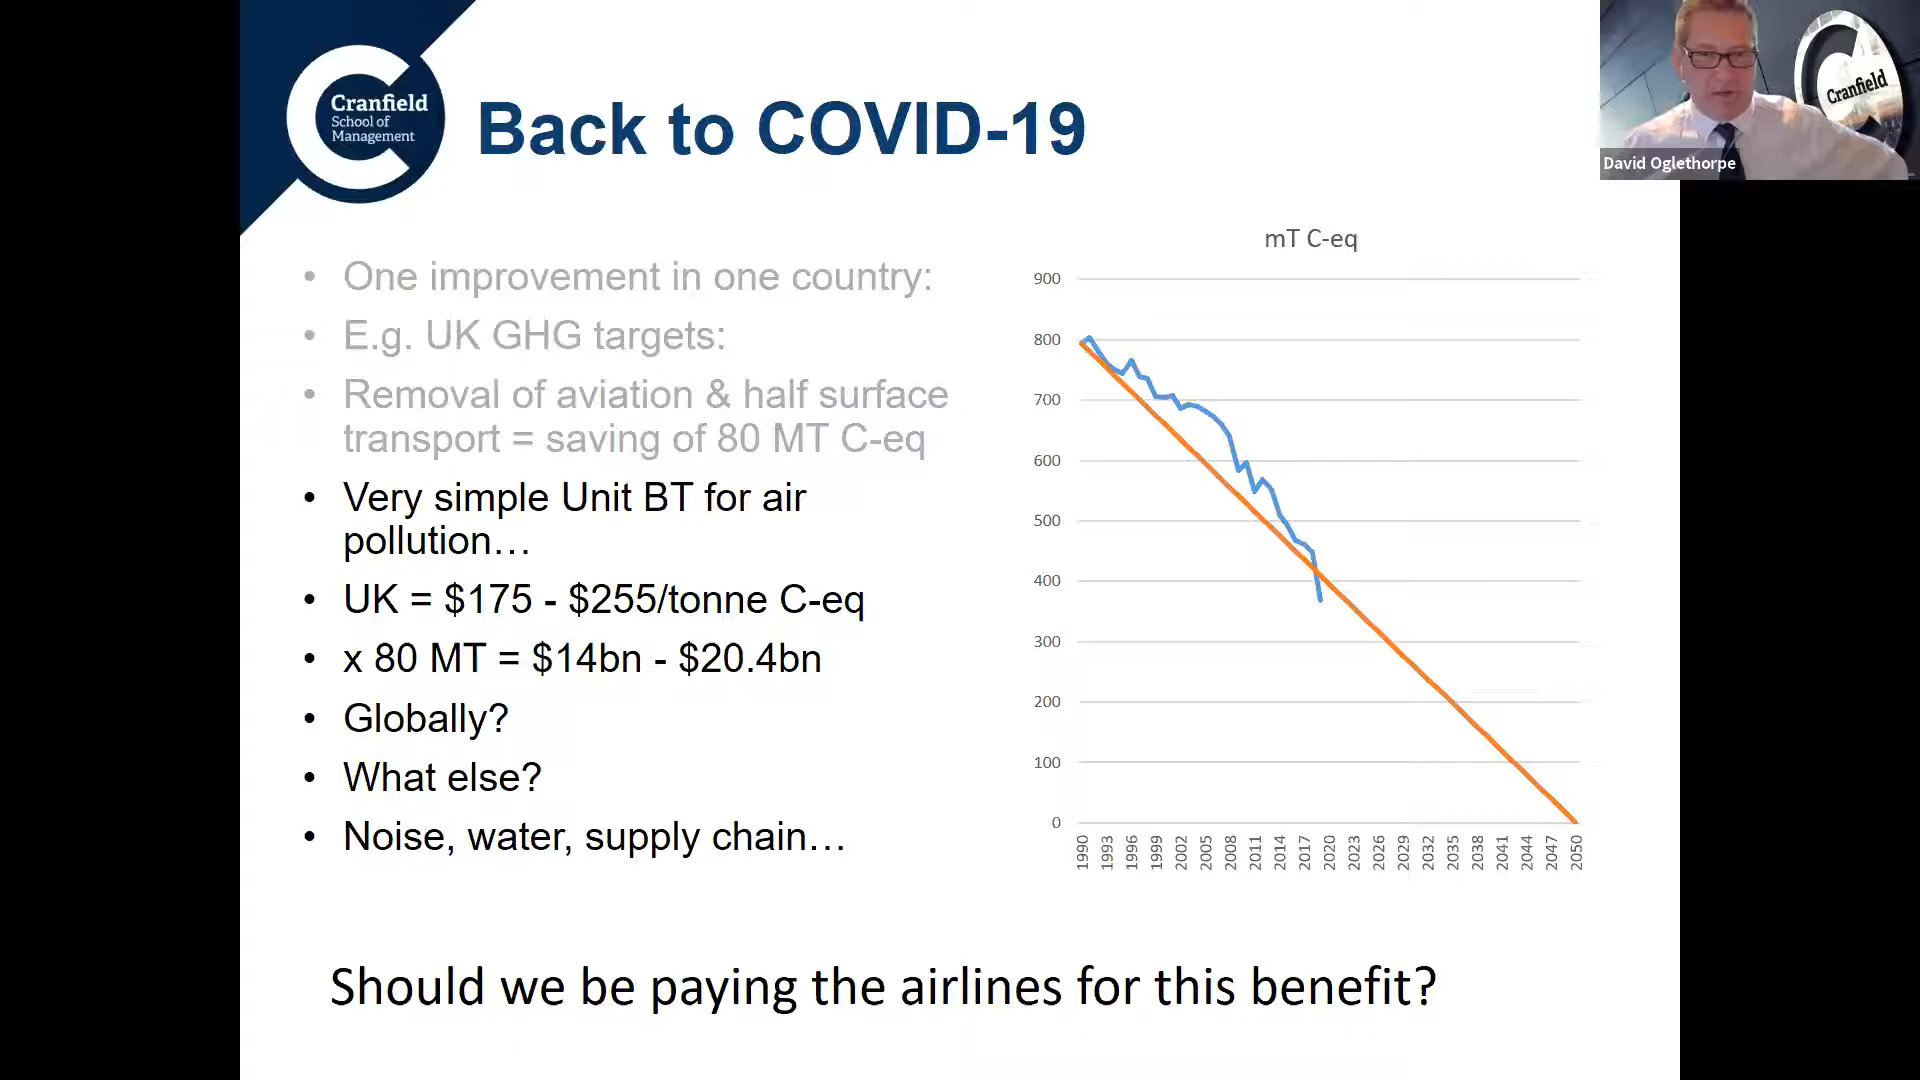 Cranfield
School of
Management
Back to COVID-19
Cranfield
David Oglethorpe
• One improvement in one country:
• E.g. UK GHG targets:
• Removal of aviation & half surface
transport = saving of 80 MT C-eq
• Very simple Unit BT for air
pollution…
• UK = $175 - $255/tonne C-eq
• x 80 MT = $14bn - $20.4bn
• Globally?
• What else?
• Noise, water, supply chain…
mT C-eq
900
800
700
600
500
400
300
200
100
0
1990 1993 1996 1999 2002 2005 2008 2011 2014 2017 2020 2023 2026 2029 2032 2035 2038 2041 2044 2047 2050
Should we be paying the airlines for this benefit?